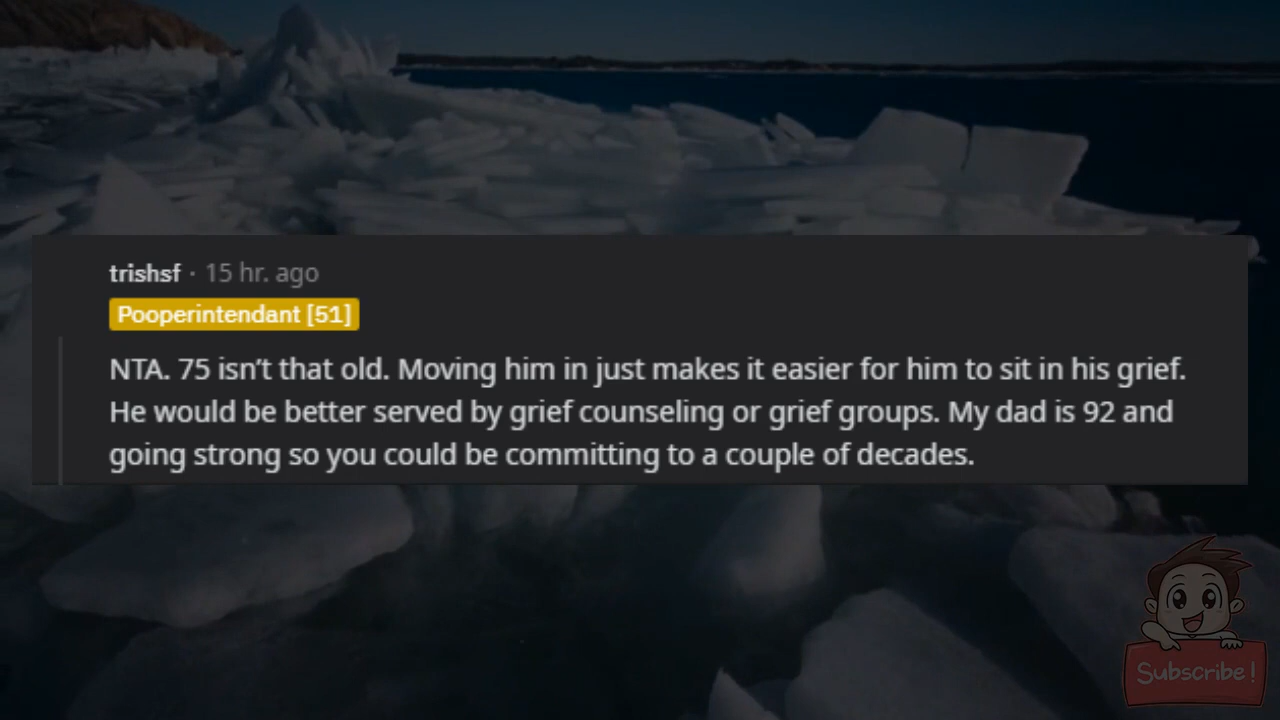 trishsf · 15 hr. ago
Pooperintendant [51]
NTA. 75 isn’t that old. Moving him in just makes it easier for him to sit in his grief.
He would be better served by grief counseling or grief groups. My dad is 92 and
going strong so you could be committing to a couple of decades.
Subscribe!